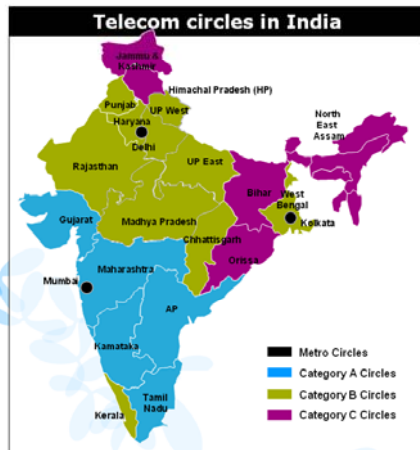 Telecom circles in India
Jammu &
Kashmir
Himachal Pradesh (HP)
Punjab
UP West
Haryana
Delhi
North
East
Assam
Rajasthan
UP East
Bihar
West
Bengal
Kolkata
Gujarat
Madhya Pradesh
Chhattisgarh
Orissa
Maharashtra
Mumbai
AP
Karnataka
Tamil
Nadu
Kerala
Metro Circles
Category A Circles
Category B Circles
Category C Circles